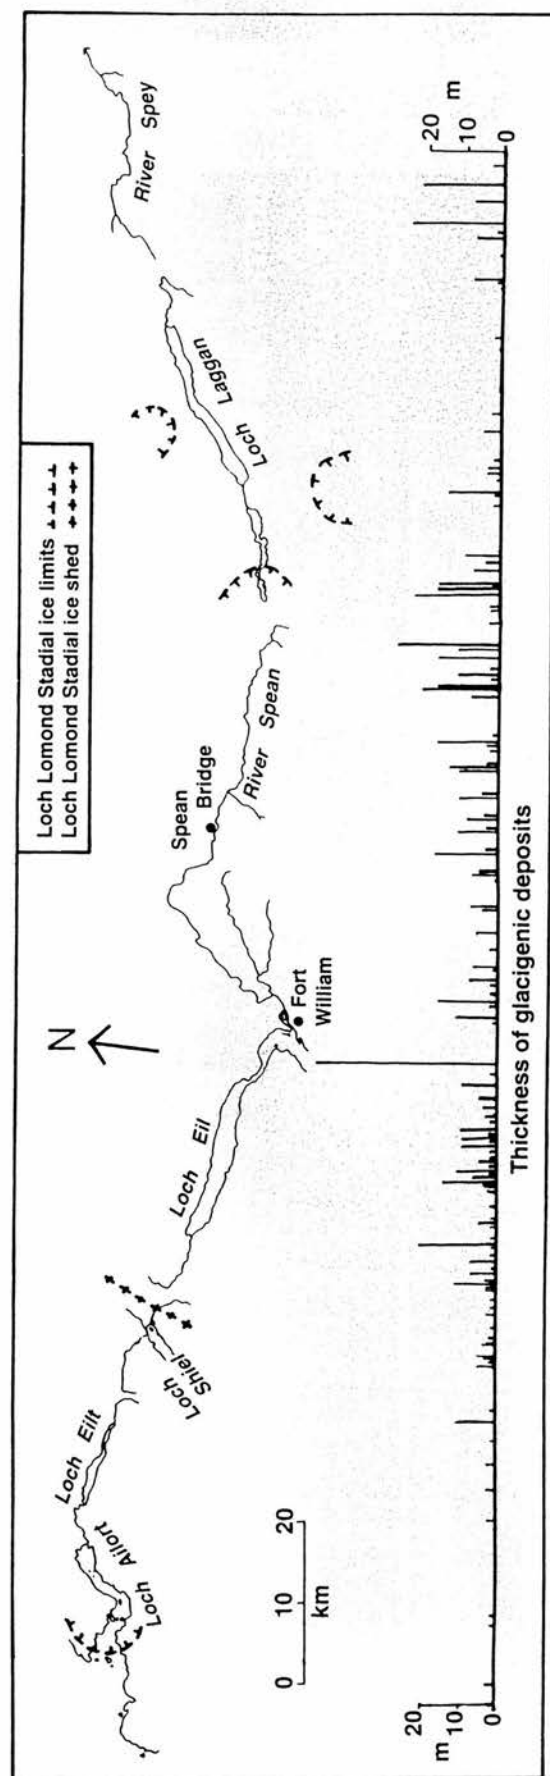 Loch Lomond Stadial ice limits
Loch Lomond Stadial ice shed
N
Loch Ailort
Loch Eilt
Loch Shiel
Loch Eil
Fort
William
Spean
Bridge
River Spean
Loch Laggan
River Spey
0 10 20
km
m 20
10
0
20 m
10
0
Thickness of glacigenic deposits